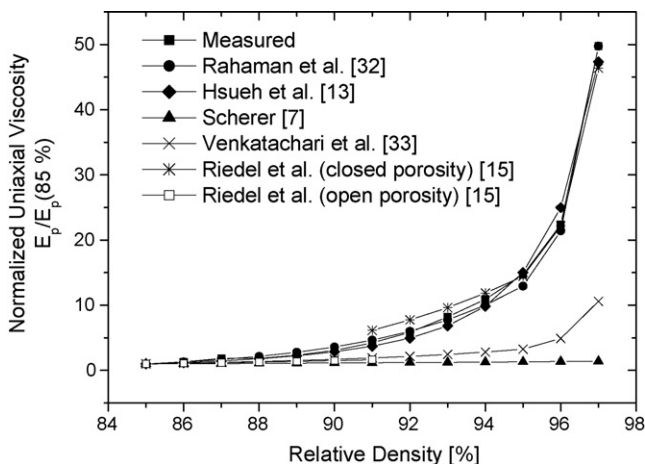 Measured
Rahaman et al. [32]
Hsueh et al. [13]
Scherer [7]
Venkatachari et al. [33]
Riedel et al. (closed porosity) [15]
Riedel et al. (open porosity) [15]
Normalized Uniaxial Viscosity
E_p/E_p(85 %)
50
40
30
20
10
0
84
86
88
90
92
94
96
98
Relative Density [%]